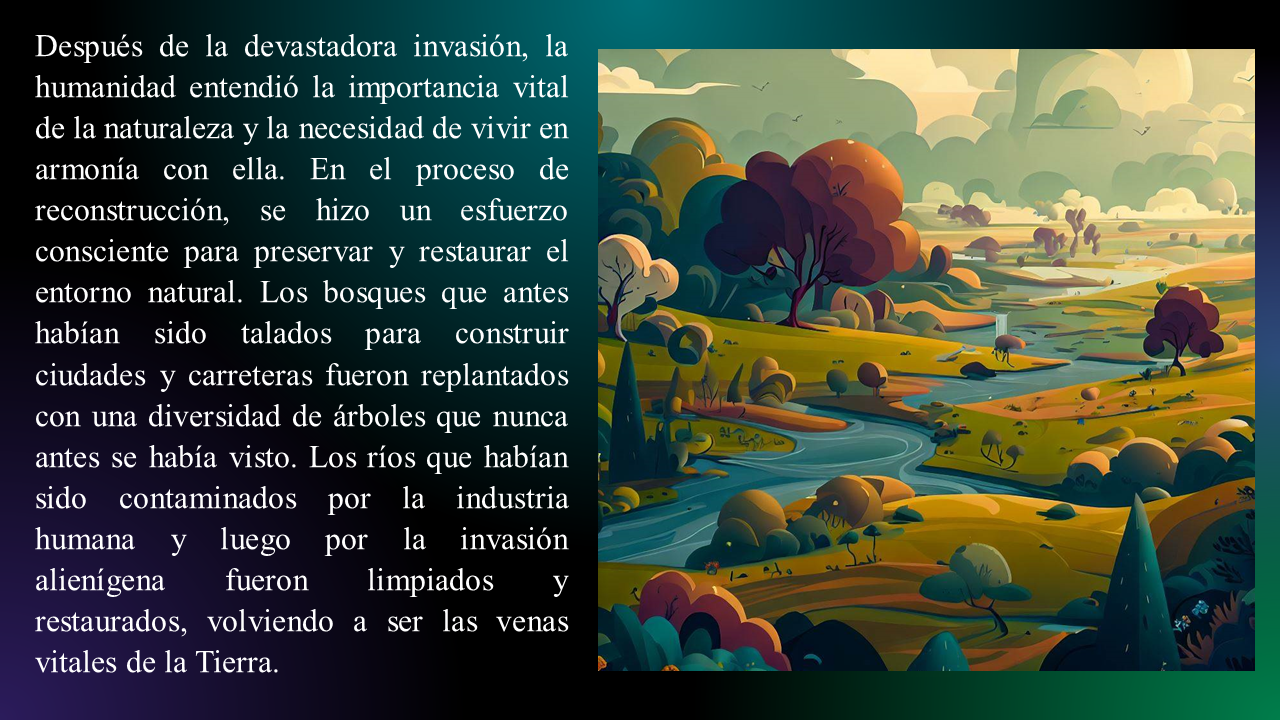 Después de la devastadora invasión, la
humanidad entendió la importancia vital
de la naturaleza y la necesidad de vivir en
armonía con ella. En el proceso de
reconstrucción, se hizo un esfuerzo
consciente para preservar y restaurar el
entorno natural. Los bosques que antes
habían sido talados para construir
ciudades y carreteras fueron replantados
con una diversidad de árboles que nunca
antes se había visto. Los ríos que habían
sido contaminados por la industria
humana y luego por la invasión
alienígena fueron limpiados y
restaurados, volviendo a ser las venas
vitales de la Tierra.